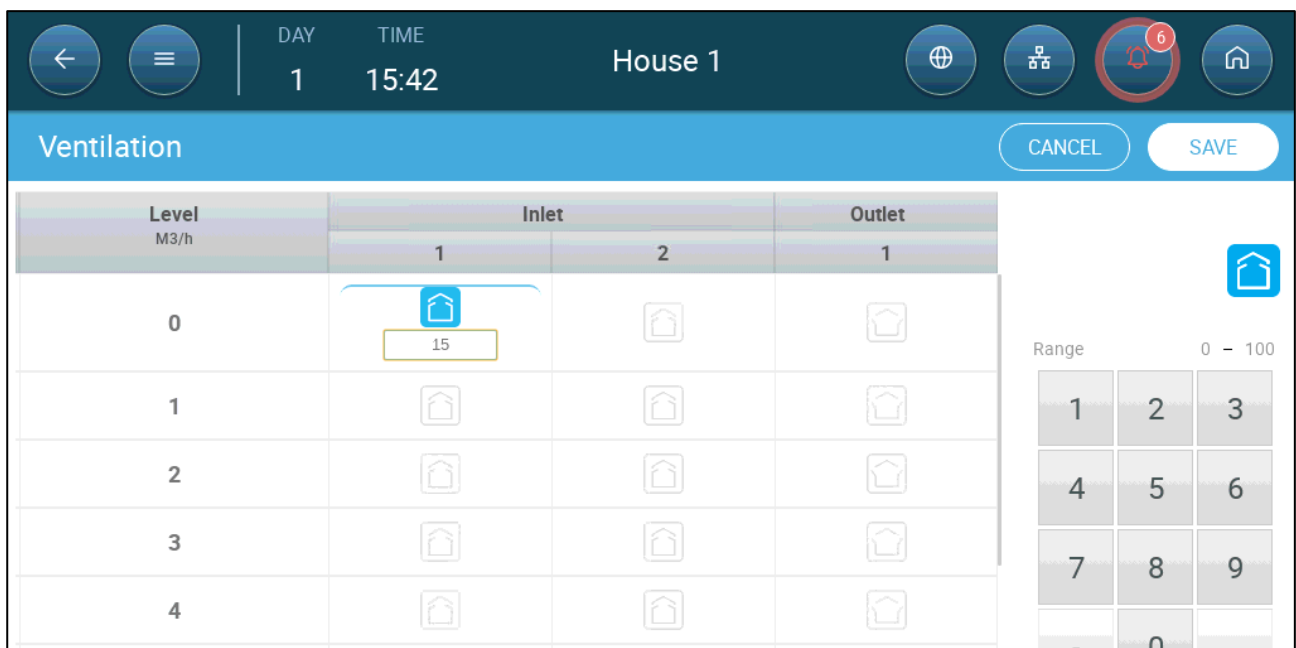 DAY TIME
1 15:42 House 1 6
Ventilation CANCEL SAVE
Level Inlet Outlet
M3/h
1 2 1
0
15
Range 0 – 100
1
1 2 3
2
4 5 6
3
7 8 9
4
0